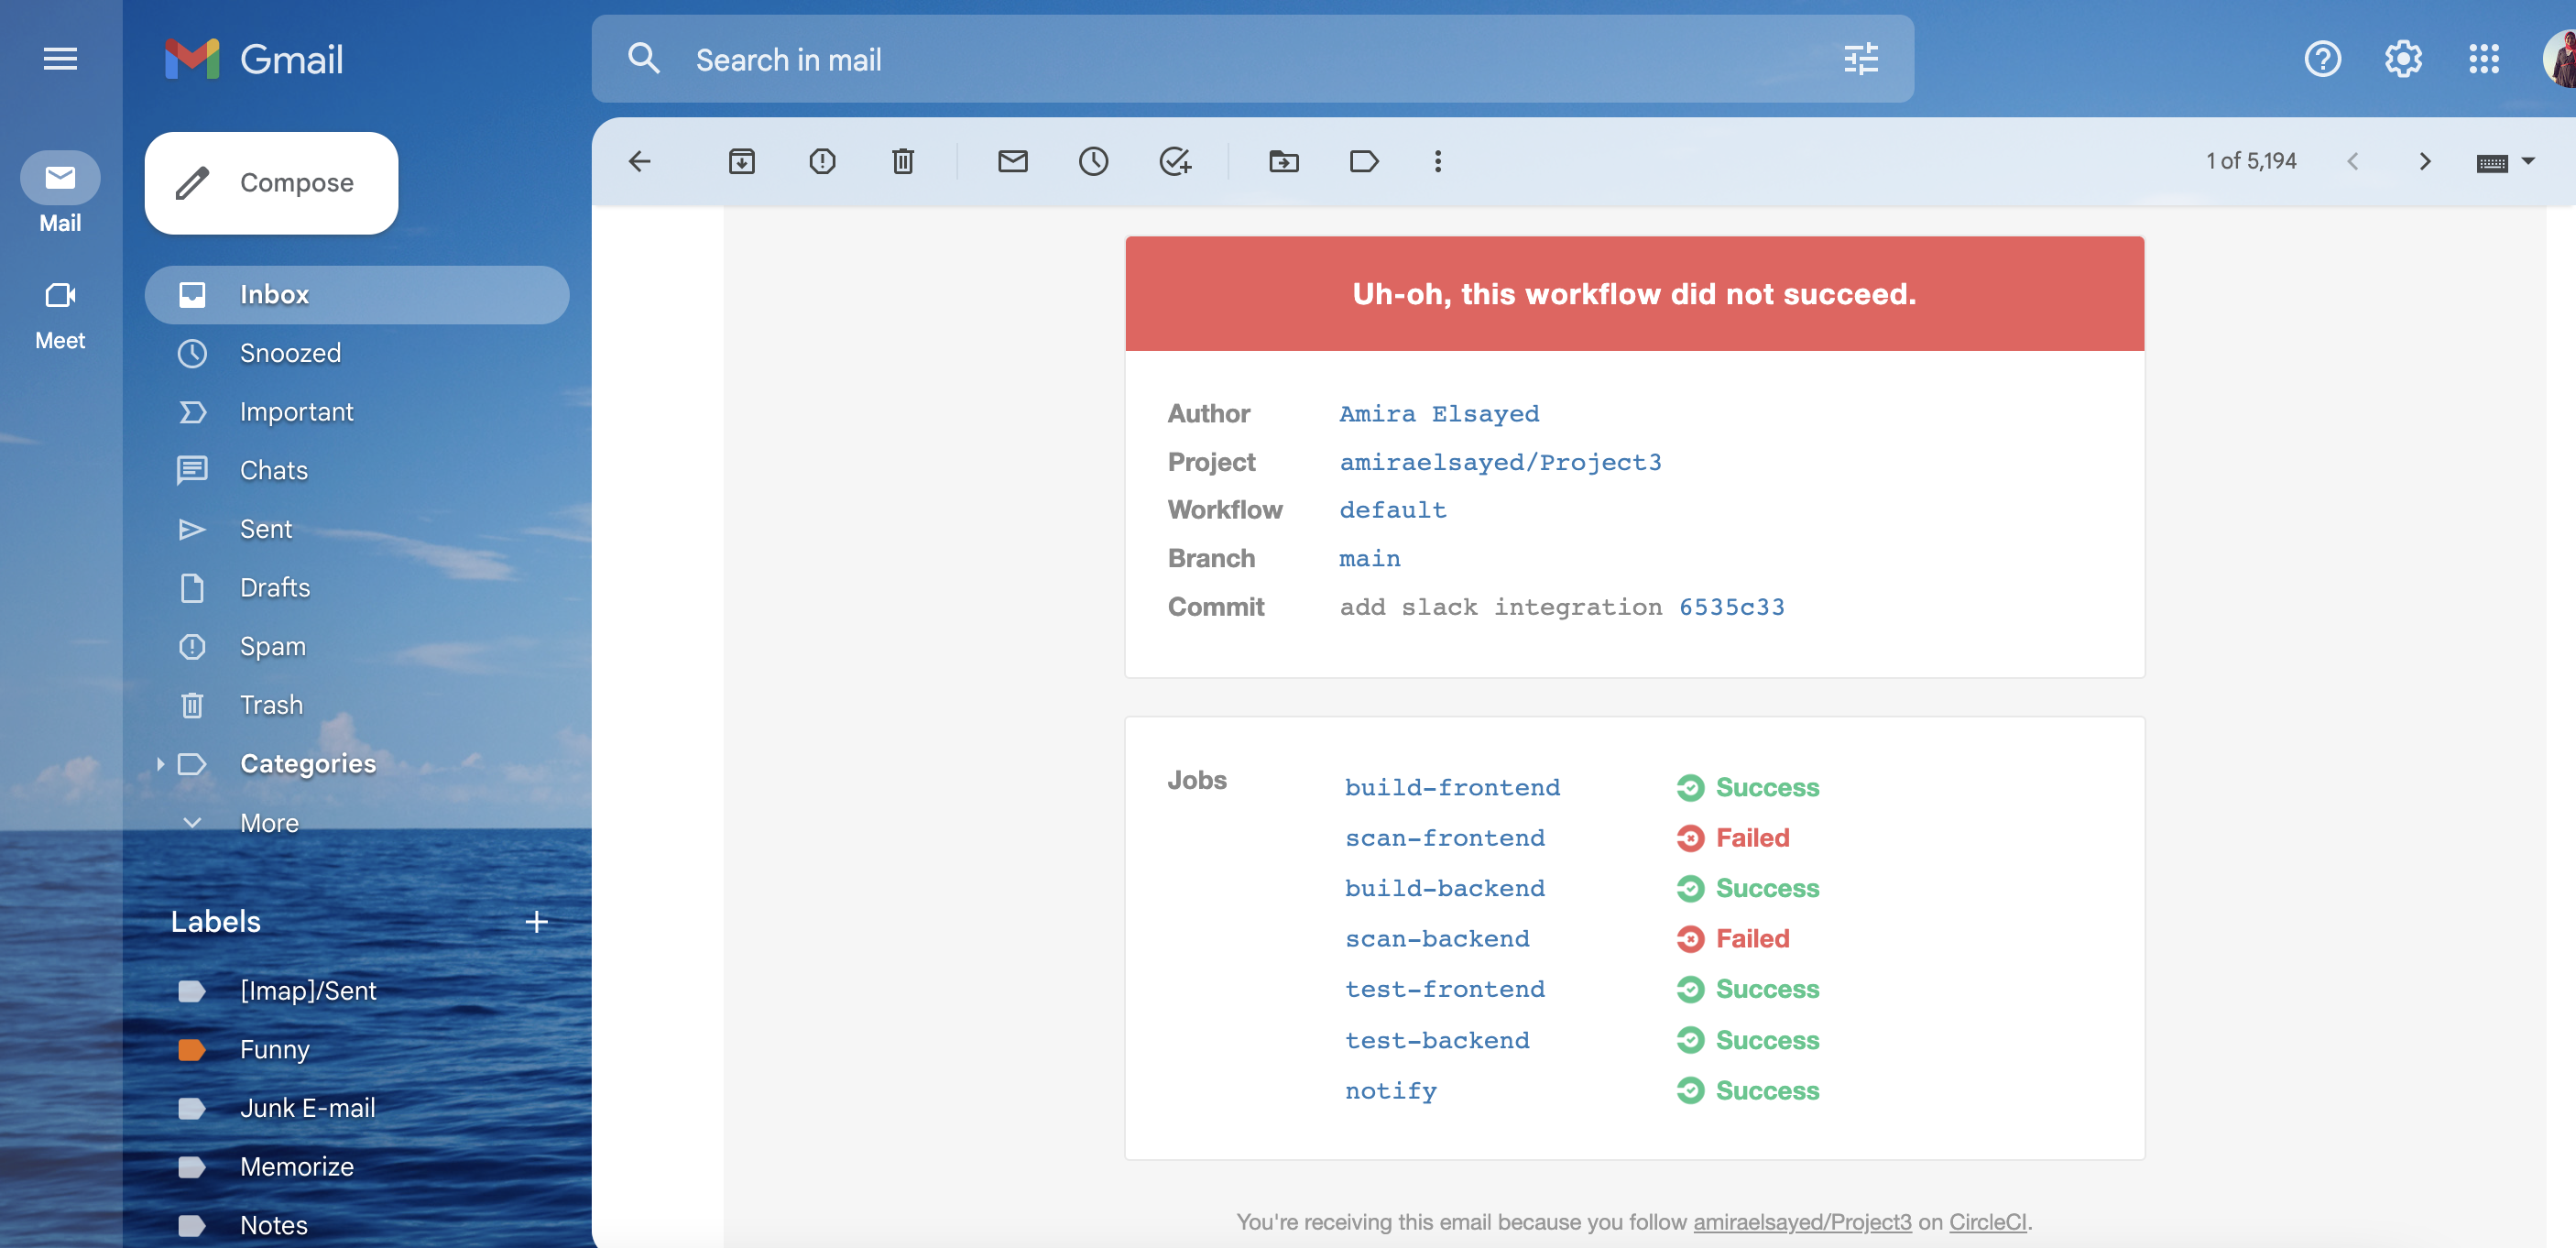 Gmail
Search in mail
Mail
Meet
Compose
Inbox
Snoozed
Important
Chats
Sent
Drafts
Spam
Trash
Categories
More
Labels
[Imap]/Sent
Funny
Junk E-mail
Memorize
Notes
1 of 5,194
Uh-oh, this workflow did not succeed.
Author Amira Elsayed
Project amiraelsayed/Project3
Workflow default
Branch main
Commit add slack integration 6535c33
Jobs build-frontend Success
scan-frontend Failed
build-backend Success
scan-backend Failed
test-frontend Success
test-backend Success
notify Success
You're receiving this email because you follow amiraelsayed/Project3 on CircleCI.